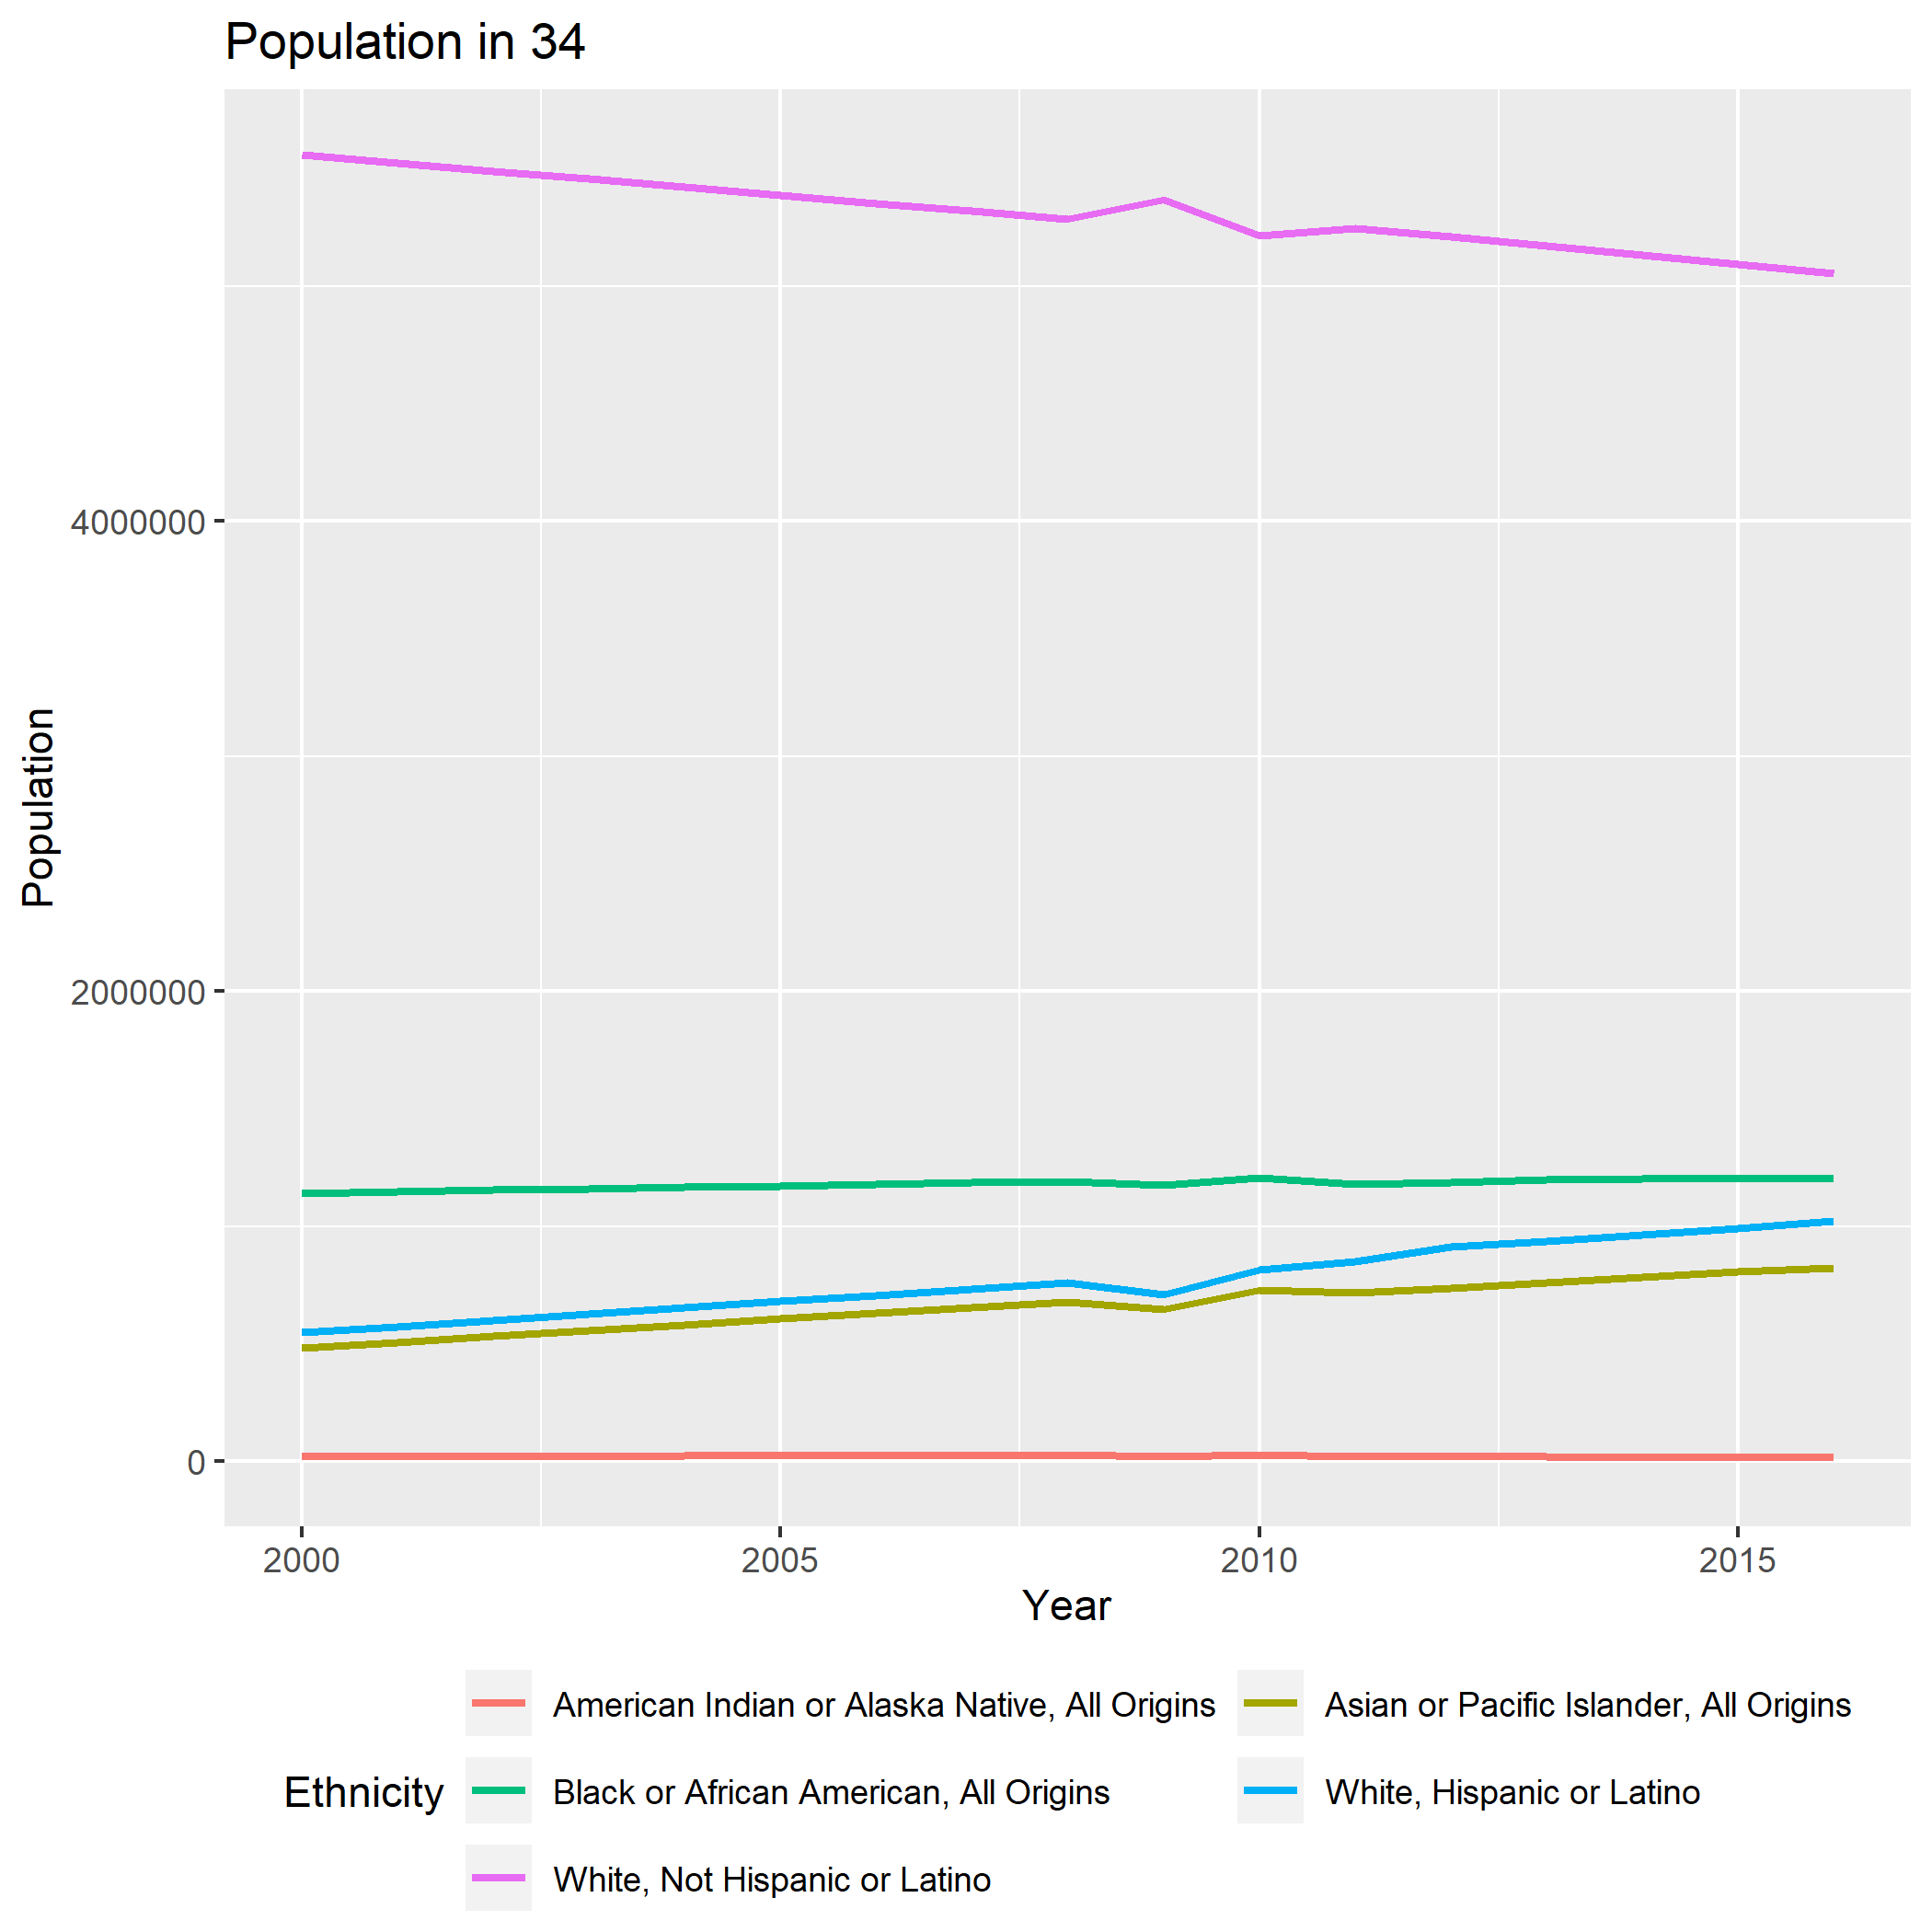 Population in 34
Population
4000000
2000000
0
2000 2005 2010 2015
Year
Ethnicity
American Indian or Alaska Native, All Origins
Asian or Pacific Islander, All Origins
Black or African American, All Origins
White, Hispanic or Latino
White, Not Hispanic or Latino